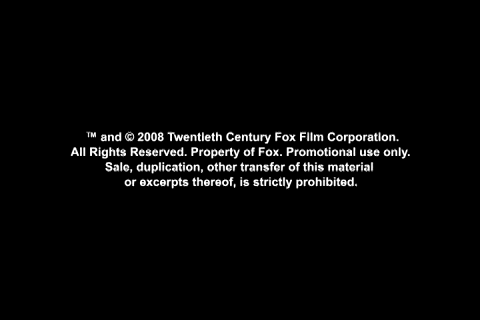 ™ and © 2008 Twentieth Century Fox Film Corporation.
All Rights Reserved. Property of Fox. Promotional use only.
Sale, duplication, other transfer of this material
or excerpts thereof, is strictly prohibited.